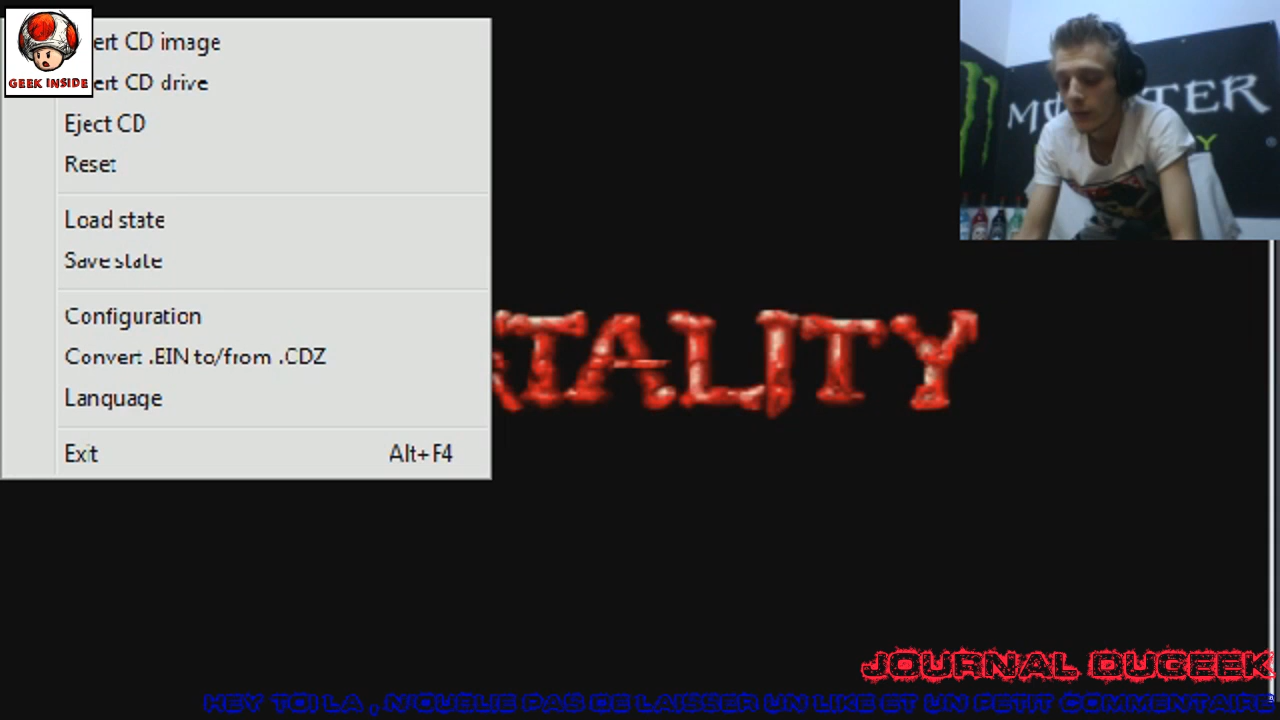 ert CD image
GEEK INSIDE
ert CD drive
Eject CD
Reset
Load state
Save state
Configuration
Convert .BIN to/from .CDZ
Language
Exit Alt+F4
TALITY
MONSTER
JOURNAL DUGEEK
HEY TOI LA , N'OUBLIE PAS DE LAISSER UN LIKE ET UN PETIT COMMENTAIRE